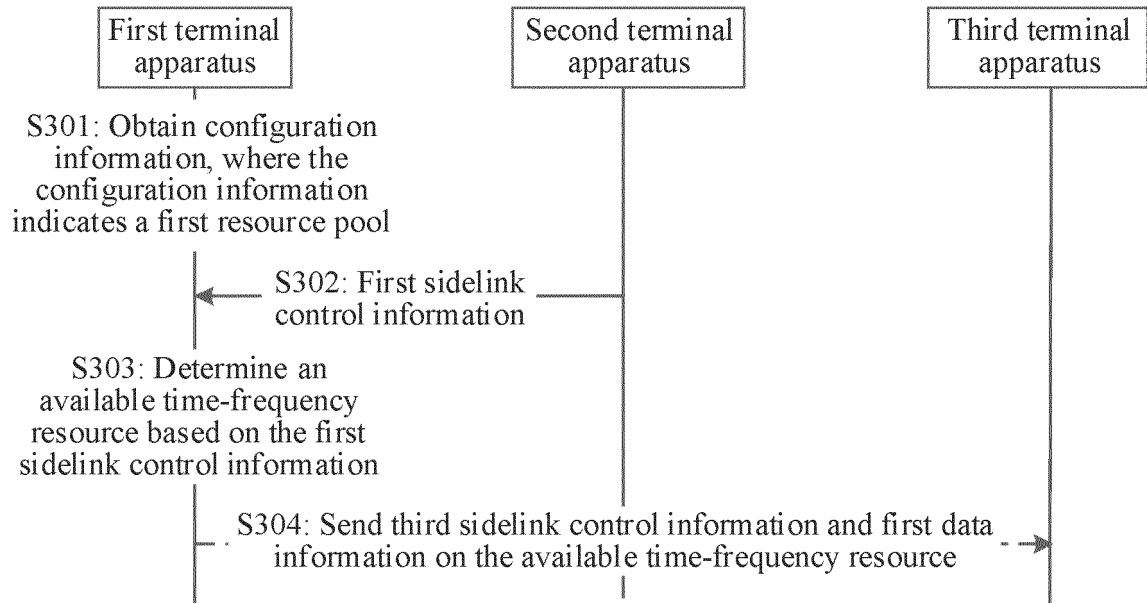 First terminal
apparatus
Second terminal
apparatus
Third terminal
apparatus
S301: Obtain configuration
information, where the
configuration information
indicates a first resource pool
S302: First sidelink
control information
S303: Determine an
available time-frequency
resource based on the first
sidelink control information
S304: Send third sidelink control information and first data
information on the available time-frequency resource